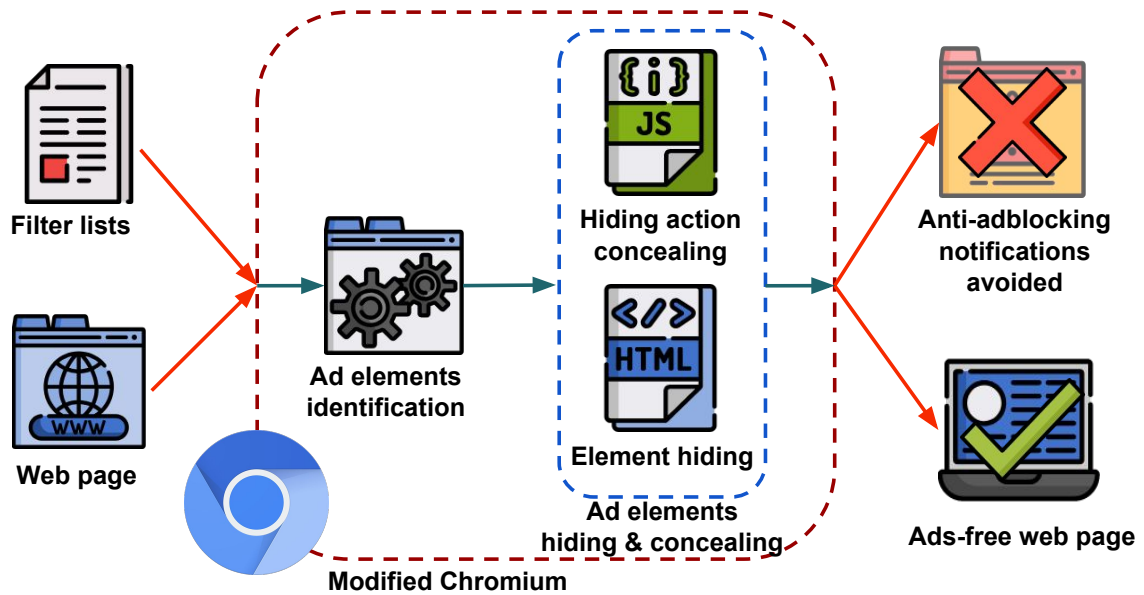 Filter lists
WWW
Web page
Ad elements
identification
{i}
JS
Hiding action
concealing
</>
HTML
Element hiding
Ad elements
hiding & concealing
Modified Chromium
Anti-adblocking
notifications
avoided
Ads-free web page